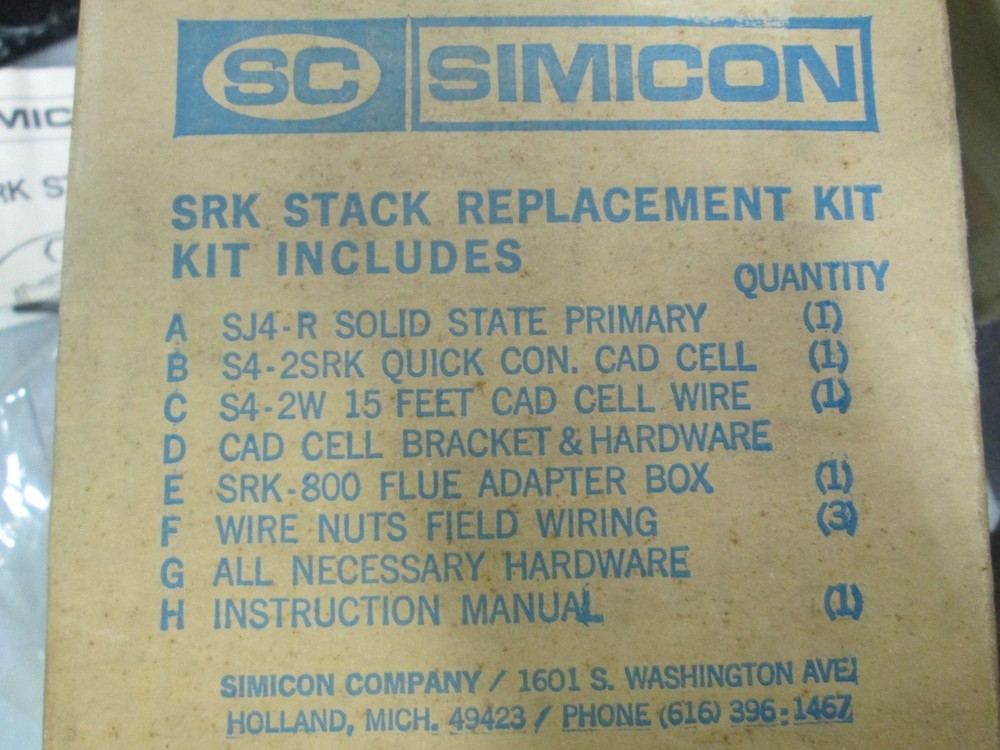 SC SIMICON
SRK STACK REPLACEMENT KIT
KIT INCLUDES
QUANTITY
A SJ4-R SOLID STATE PRIMARY (1)
B S4-2SRK QUICK CON. CAD CELL (1)
C S4-2W 15 FEET CAD CELL WIRE (1)
D CAD CELL BRACKET & HARDWARE
E SRK-800 FLUE ADAPTER BOX (1)
F WIRE NUTS FIELD WIRING (3)
G ALL NECESSARY HARDWARE
H INSTRUCTION MANUAL (1)
SIMICON COMPANY / 1601 S. WASHINGTON AVE.
HOLLAND, MICH. 49423 / PHONE (616) 396-1467
MIC
RK ST